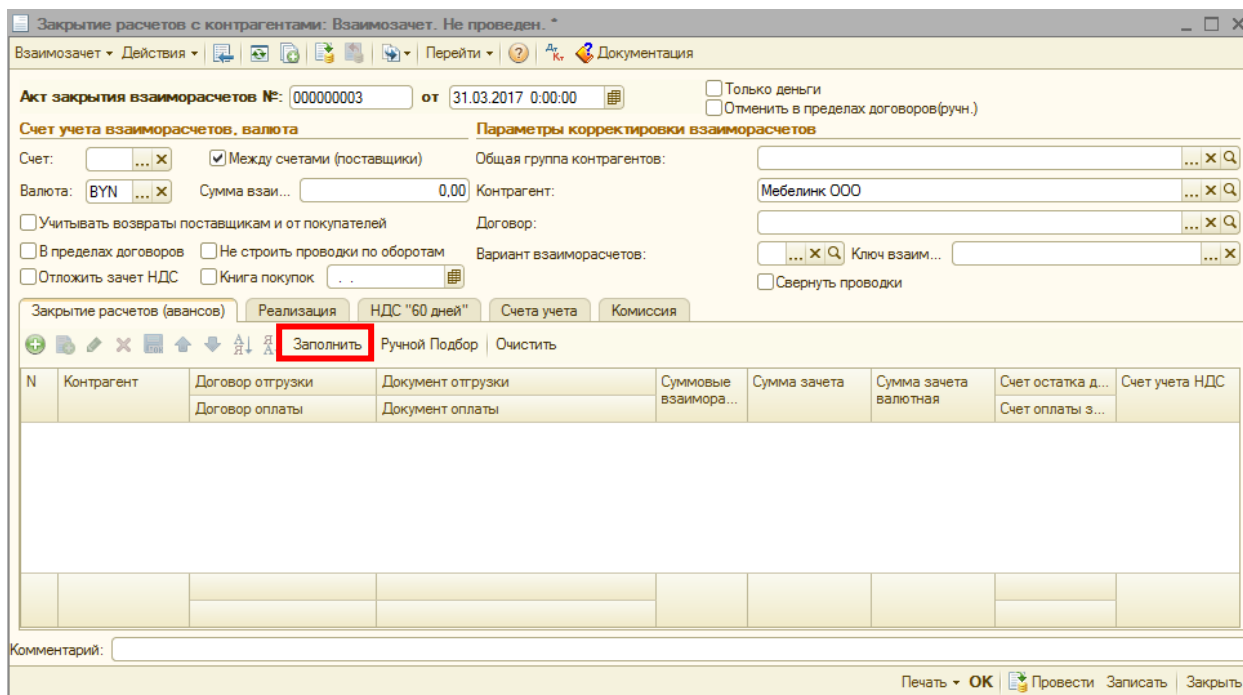 Закрытие расчетов с контрагентами: Взаимозачет. Не проведен. *
Взаимозачет Действия Перейти Дт Кт Документация
Акт закрытия взаиморасчетов №: 000000003 от 31.03.2017 0:00:00 Только деньги
Отменить в пределах договоров(ручн.)
Счет учета взаиморасчетов, валюта Параметры корректировки взаиморасчетов
Счет: ... Между счетами (поставщики) Общая группа контрагентов: ...
Валюта: BYN ... Сумма взаи... 0,00 Контрагент: Мебелинк ООО ...
Учитывать возвраты поставщикам и от покупателей Договор: ...
В пределах договоров Не строить проводки по оборотам Вариант взаиморасчетов: ... Ключ взаим... ...
Отложить зачет НДС Книга покупок . . Свернуть проводки
Закрытие расчетов (авансов) Реализация НДС "60 дней" Счета учета Комиссия
Заполнить Ручной Подбор Очистить
N Контрагент Договор отгрузки Документ отгрузки Суммовые взаимора... Сумма зачета Сумма зачета валютная Счет остатка д... Счет учета НДС
Договор оплаты Документ оплаты Счет оплаты з...
Комментарий:
Печать OK Провести Записать Закрыть